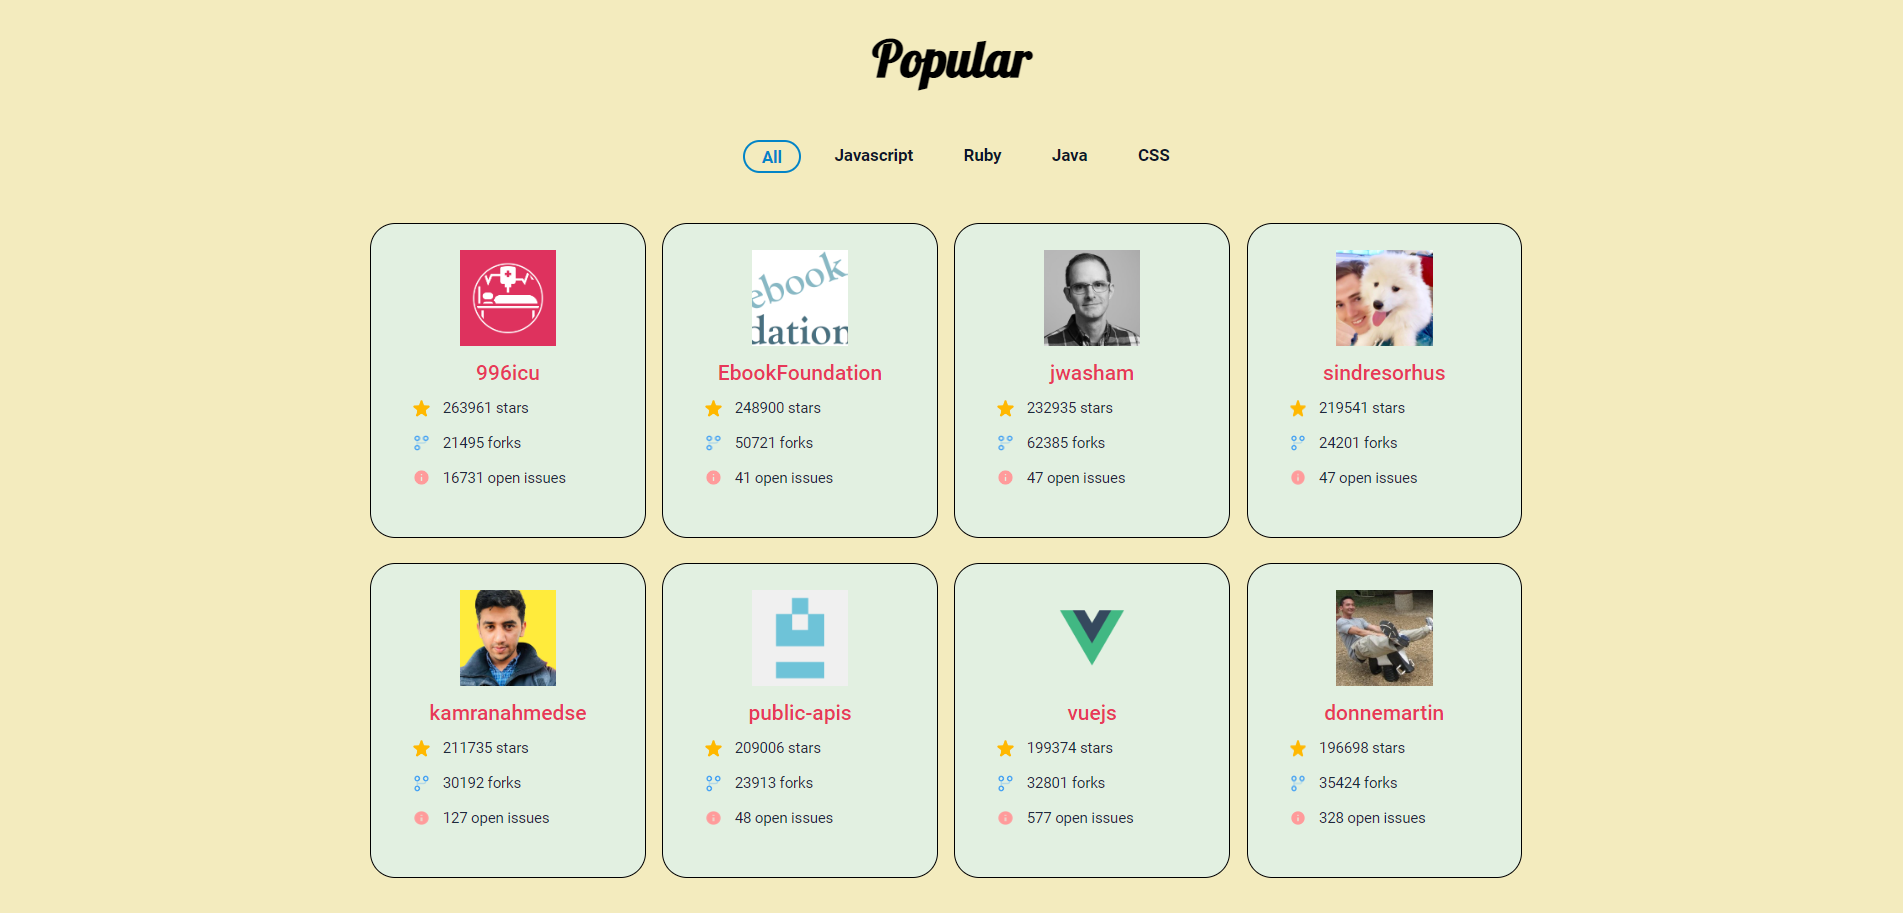 Popular
All Javascript Ruby Java CSS
ebook
dation
996icu
263961 stars
21495 forks
16731 open issues
EbookFoundation
248900 stars
50721 forks
41 open issues
jwasham
232935 stars
62385 forks
47 open issues
sindresorhus
219541 stars
24201 forks
47 open issues
kamranahmedse
211735 stars
30192 forks
127 open issues
public-apis
209006 stars
23913 forks
48 open issues
vuejs
199374 stars
32801 forks
577 open issues
donnemartin
196698 stars
35424 forks
328 open issues